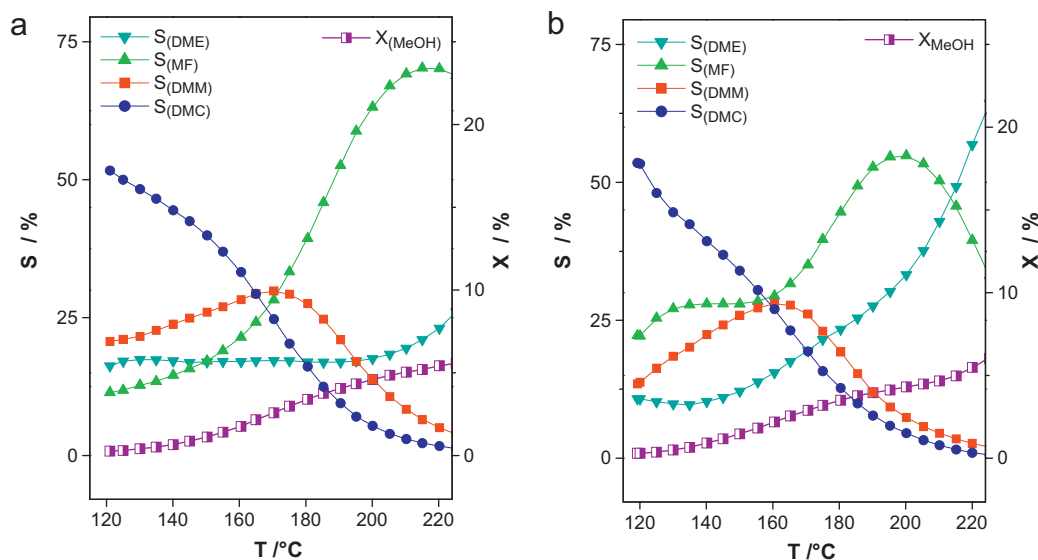 a
S(DME)
S(MF)
S(DMM)
S(DMC)
X(MeOH)
75
50
25
0
S / %
20
10
0
X / %
120 140 160 180 200 220
T /°C
b
S(DME)
S(MF)
S(DMM)
S(DMC)
XMeOH
75
50
25
0
S / %
20
10
0
X / %
120 140 160 180 200 220
T /°C